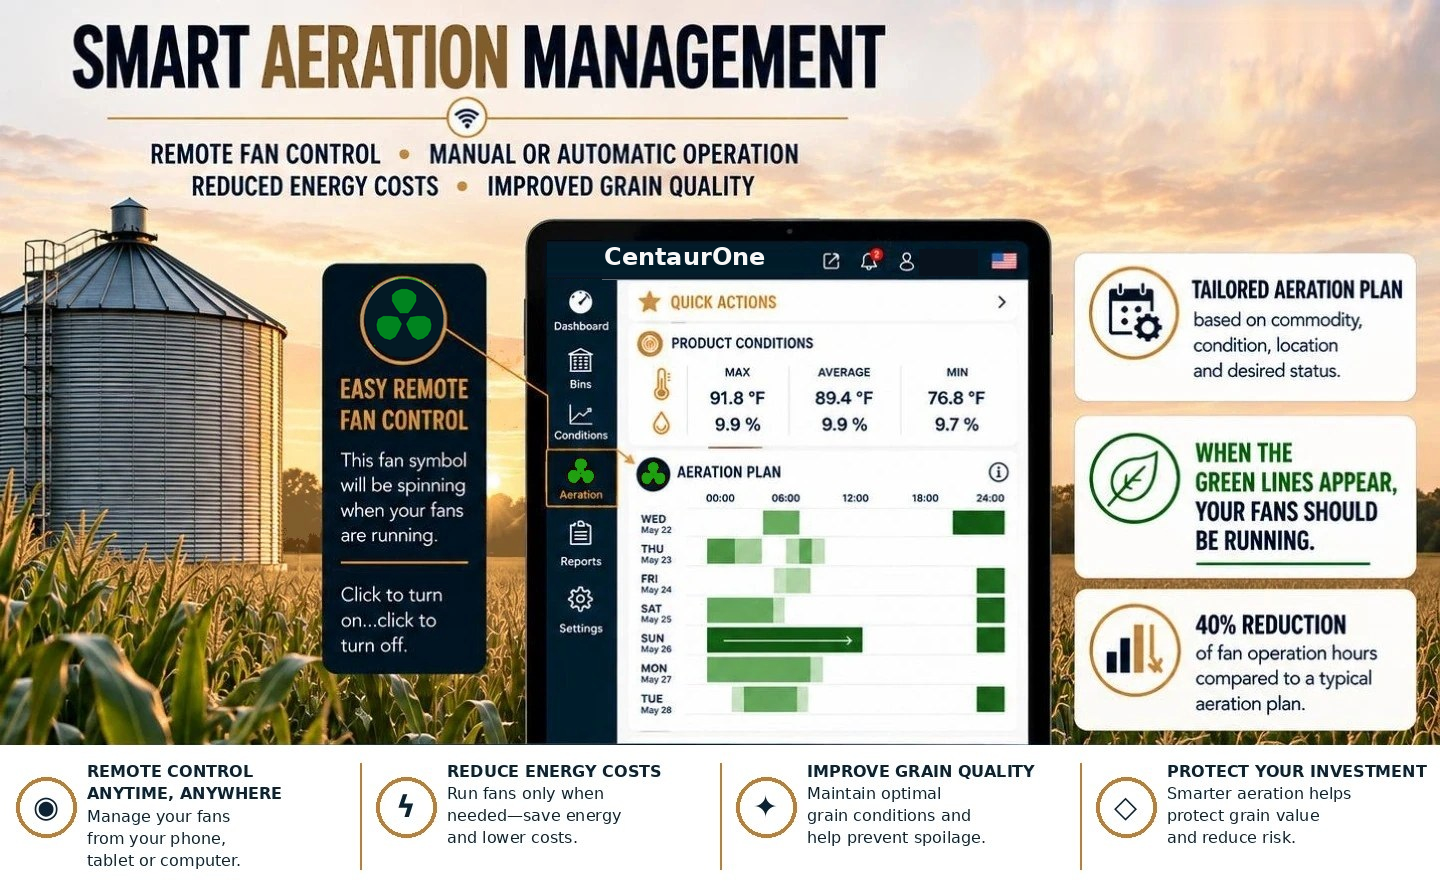 SMART AERATION MANAGEMENT
REMOTE FAN CONTROL • MANUAL OR AUTOMATIC OPERATION
REDUCED ENERGY COSTS • IMPROVED GRAIN QUALITY
EASY REMOTE
FAN CONTROL
This fan symbol
will be spinning
when your fans
are running.
Click to turn
on...click to
turn off.
CentaurOne
2
Dashboard
Bins
Conditions
Aeration
Reports
Settings
QUICK ACTIONS
PRODUCT CONDITIONS
MAX AVERAGE MIN
91.8 °F 89.4 °F 76.8 °F
9.9 % 9.9 % 9.7 %
AERATION PLAN
00:00 06:00 12:00 18:00 24:00
WED
May 22
THU
May 23
FRI
May 24
SAT
May 25
SUN
May 26
MON
May 27
TUE
May 28
TAILORED AERATION PLAN
based on commodity,
condition, location
and desired status.
WHEN THE
GREEN LINES APPEAR,
YOUR FANS SHOULD
BE RUNNING.
40% REDUCTION
of fan operation hours
compared to a typical
aeration plan.
REMOTE CONTROL
ANYTIME, ANYWHERE
Manage your fans
from your phone,
tablet or computer.
REDUCE ENERGY COSTS
Run fans only when
needed—save energy
and lower costs.
IMPROVE GRAIN QUALITY
Maintain optimal
grain conditions and
help prevent spoilage.
PROTECT YOUR INVESTMENT
Smarter aeration helps
protect grain value
and reduce risk.